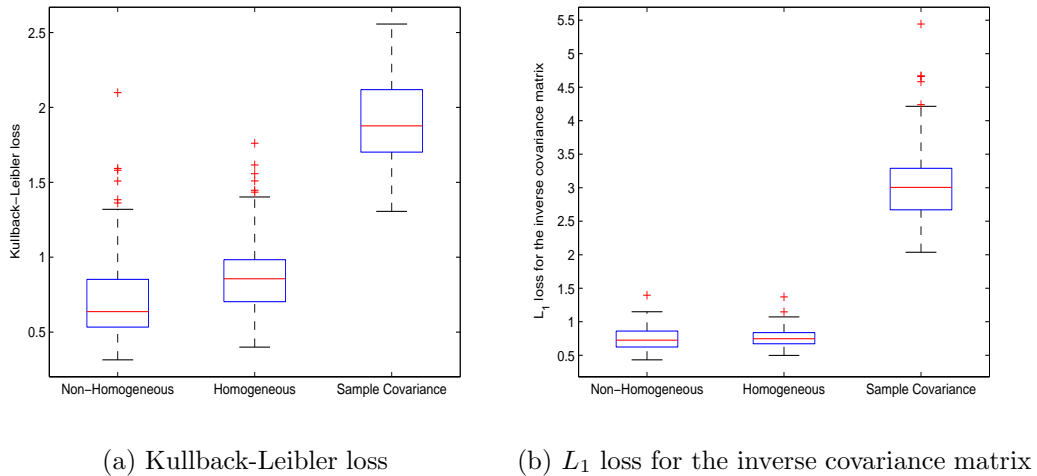 Kullback−Leibler loss
2.5
2
1.5
1
0.5
Non−Homogeneous Homogeneous Sample Covariance
(a) Kullback-Leibler loss
L₁ loss for the inverse covariance matrix
5.5
5
4.5
4
3.5
3
2.5
2
1.5
1
0.5
Non−Homogeneous Homogeneous Sample Covariance
(b) L₁ loss for the inverse covariance matrix